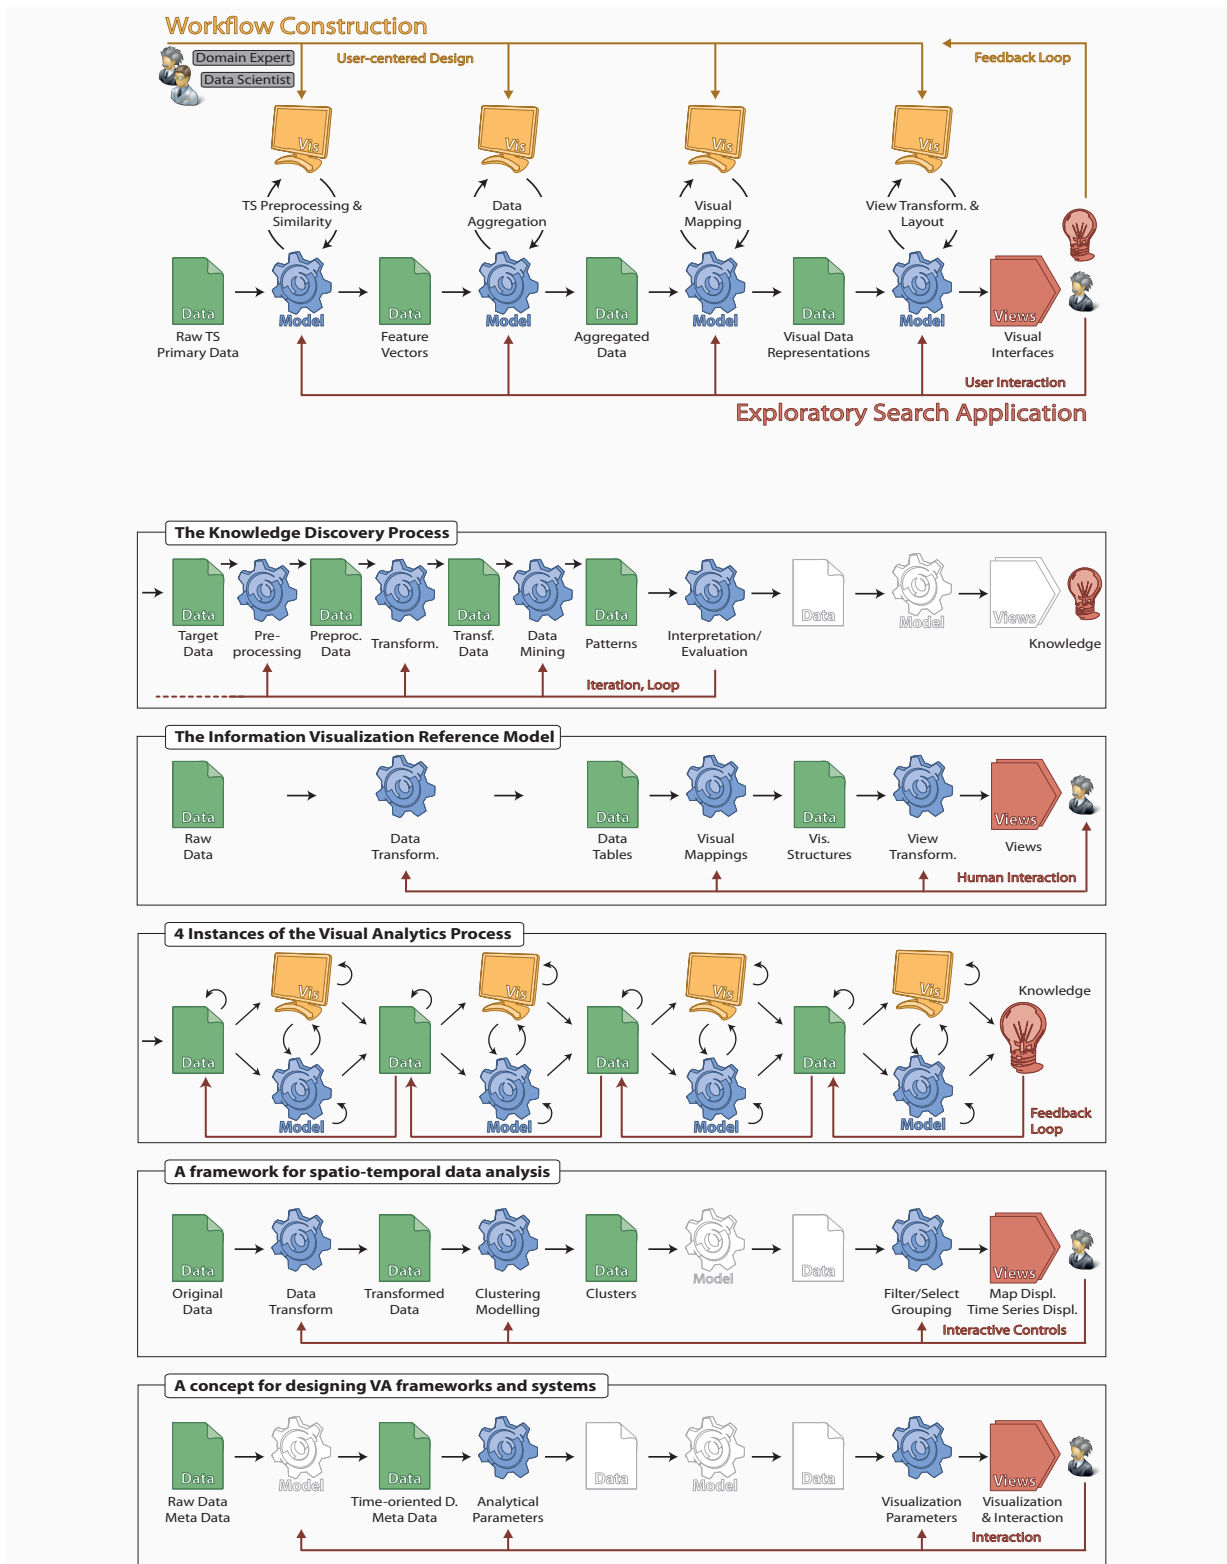 Workflow Construction
Domain Expert
Data Scientist
User-centered Design
Feedback Loop
Vis
Vis
Vis
Vis
TS Preprocessing &
Similarity
Data
Aggregation
Visual
Mapping
View Transform. &
Layout
Data
Model
Data
Model
Data
Model
Data
Model
Views
Raw TS
Primary Data
Feature
Vectors
Aggregated
Data
Visual Data
Representations
Visual
Interfaces
User Interaction
Exploratory Search Application
The Knowledge Discovery Process
Data
Data
Data
Data
Data
Model
Views
Target
Data
Pre-
processing
Preproc.
Data
Transform.
Transf.
Data
Data
Mining
Patterns
Interpretation/
Evaluation
Knowledge
Iteration, Loop
The Information Visualization Reference Model
Data
Data
Data
Views
Raw
Data
Data
Transform.
Data
Tables
Visual
Mappings
Vis.
Structures
View
Transform.
Views
Human Interaction
4 Instances of the Visual Analytics Process
Vis
Vis
Vis
Vis
Knowledge
Data
Data
Data
Data
Model
Model
Model
Model
Feedback
Loop
A framework for spatio-temporal data analysis
Data
Data
Data
Model
Data
Views
Original
Data
Data
Transform
Transformed
Data
Clustering
Modelling
Clusters
Filter/Select
Grouping
Map Displ.
Time Series Displ.
Interactive Controls
A concept for designing VA frameworks and systems
Data
Model
Data
Data
Model
Data
Views
Raw Data
Meta Data
Time-oriented D.
Meta Data
Analytical
Parameters
Visualization
Parameters
Visualization
& Interaction
Interaction